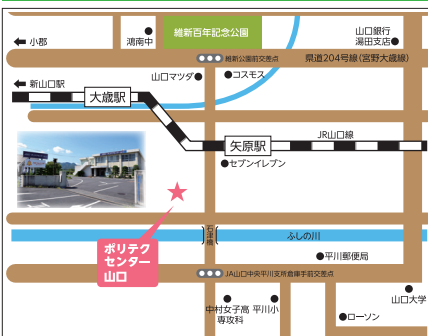 小郡
鴻南中
維新百年記念公園
山口銀行
湯田支店
維新公園前交差点
県道204号線(宮野大歳線)
新山口駅
山口マツダ
コスモス
大歳駅
JR山口線
矢原駅
セブンイレブン
石津橋
ふしの川
ポリテク
センター
山口
平川郵便局
JA山口中央平川支所倉庫手前交差点
山口大学
中村女子高
専攻科
平川小
ローソン